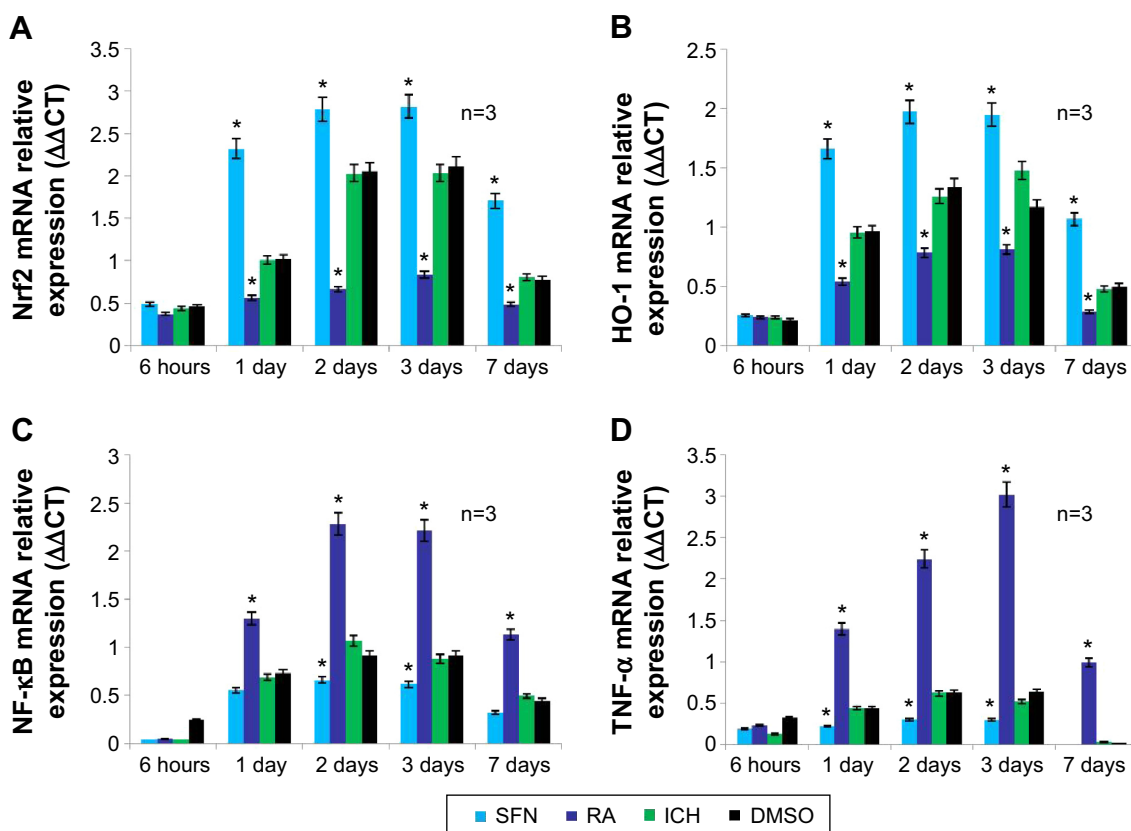 A
Nrf2 mRNA relative
expression (ΔΔCT)
3.5
3
2.5
2
1.5
1
0.5
0
* * * * * * * *
n=3
6 hours 1 day 2 days 3 days 7 days
B
HO-1 mRNA relative
expression (ΔΔCT)
2.5
2
1.5
1
0.5
0
* * * * * * * *
n=3
6 hours 1 day 2 days 3 days 7 days
C
NF-κB mRNA relative
expression (ΔΔCT)
3
2.5
2
1.5
1
0.5
0
* * * * * *
n=3
6 hours 1 day 2 days 3 days 7 days
D
TNF-α mRNA relative
expression (ΔΔCT)
3.5
3
2.5
2
1.5
1
0.5
0
* * * * * * *
n=3
6 hours 1 day 2 days 3 days 7 days
SFN RA ICH DMSO